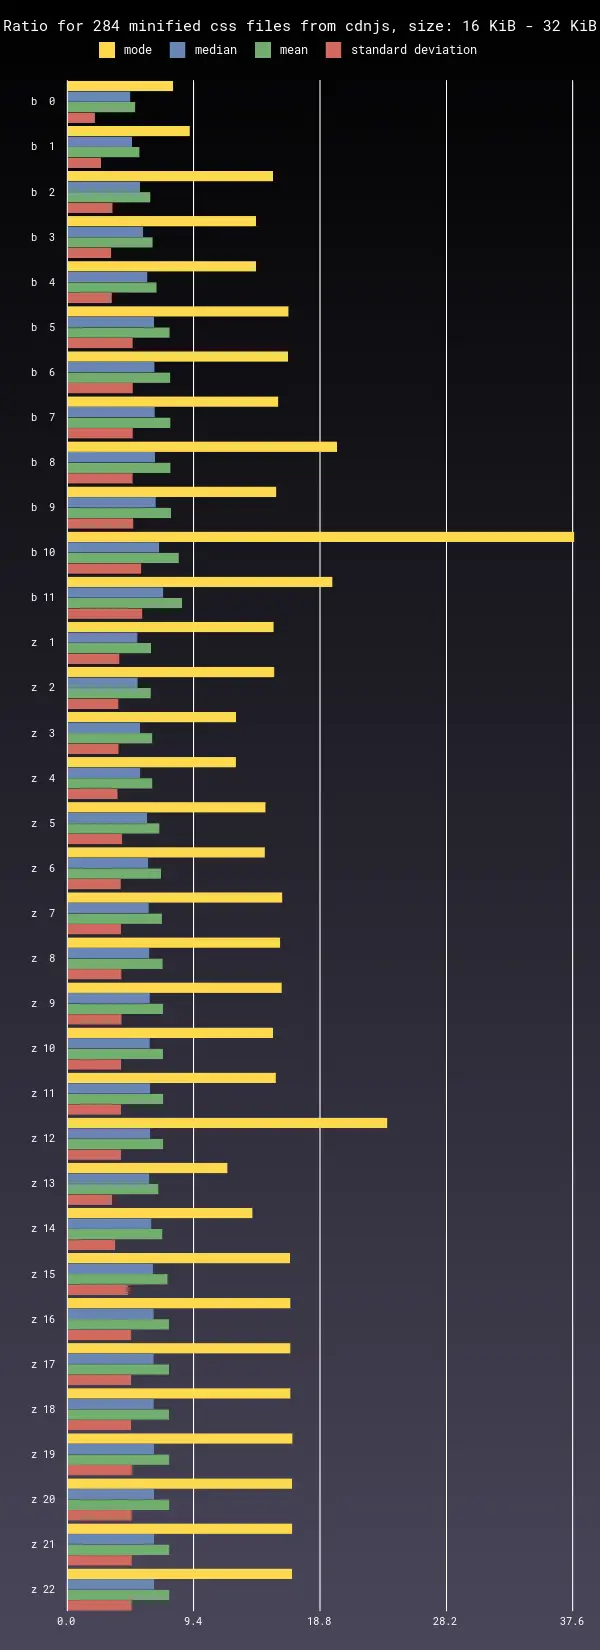 Ratio for 284 minified css files from cdnjs, size: 16 KiB - 32 KiB
mode median mean standard deviation
b 0
b 1
b 2
b 3
b 4
b 5
b 6
b 7
b 8
b 9
b 10
b 11
z 1
z 2
z 3
z 4
z 5
z 6
z 7
z 8
z 9
z 10
z 11
z 12
z 13
z 14
z 15
z 16
z 17
z 18
z 19
z 20
z 21
z 22
0.0 9.4 18.8 28.2 37.6